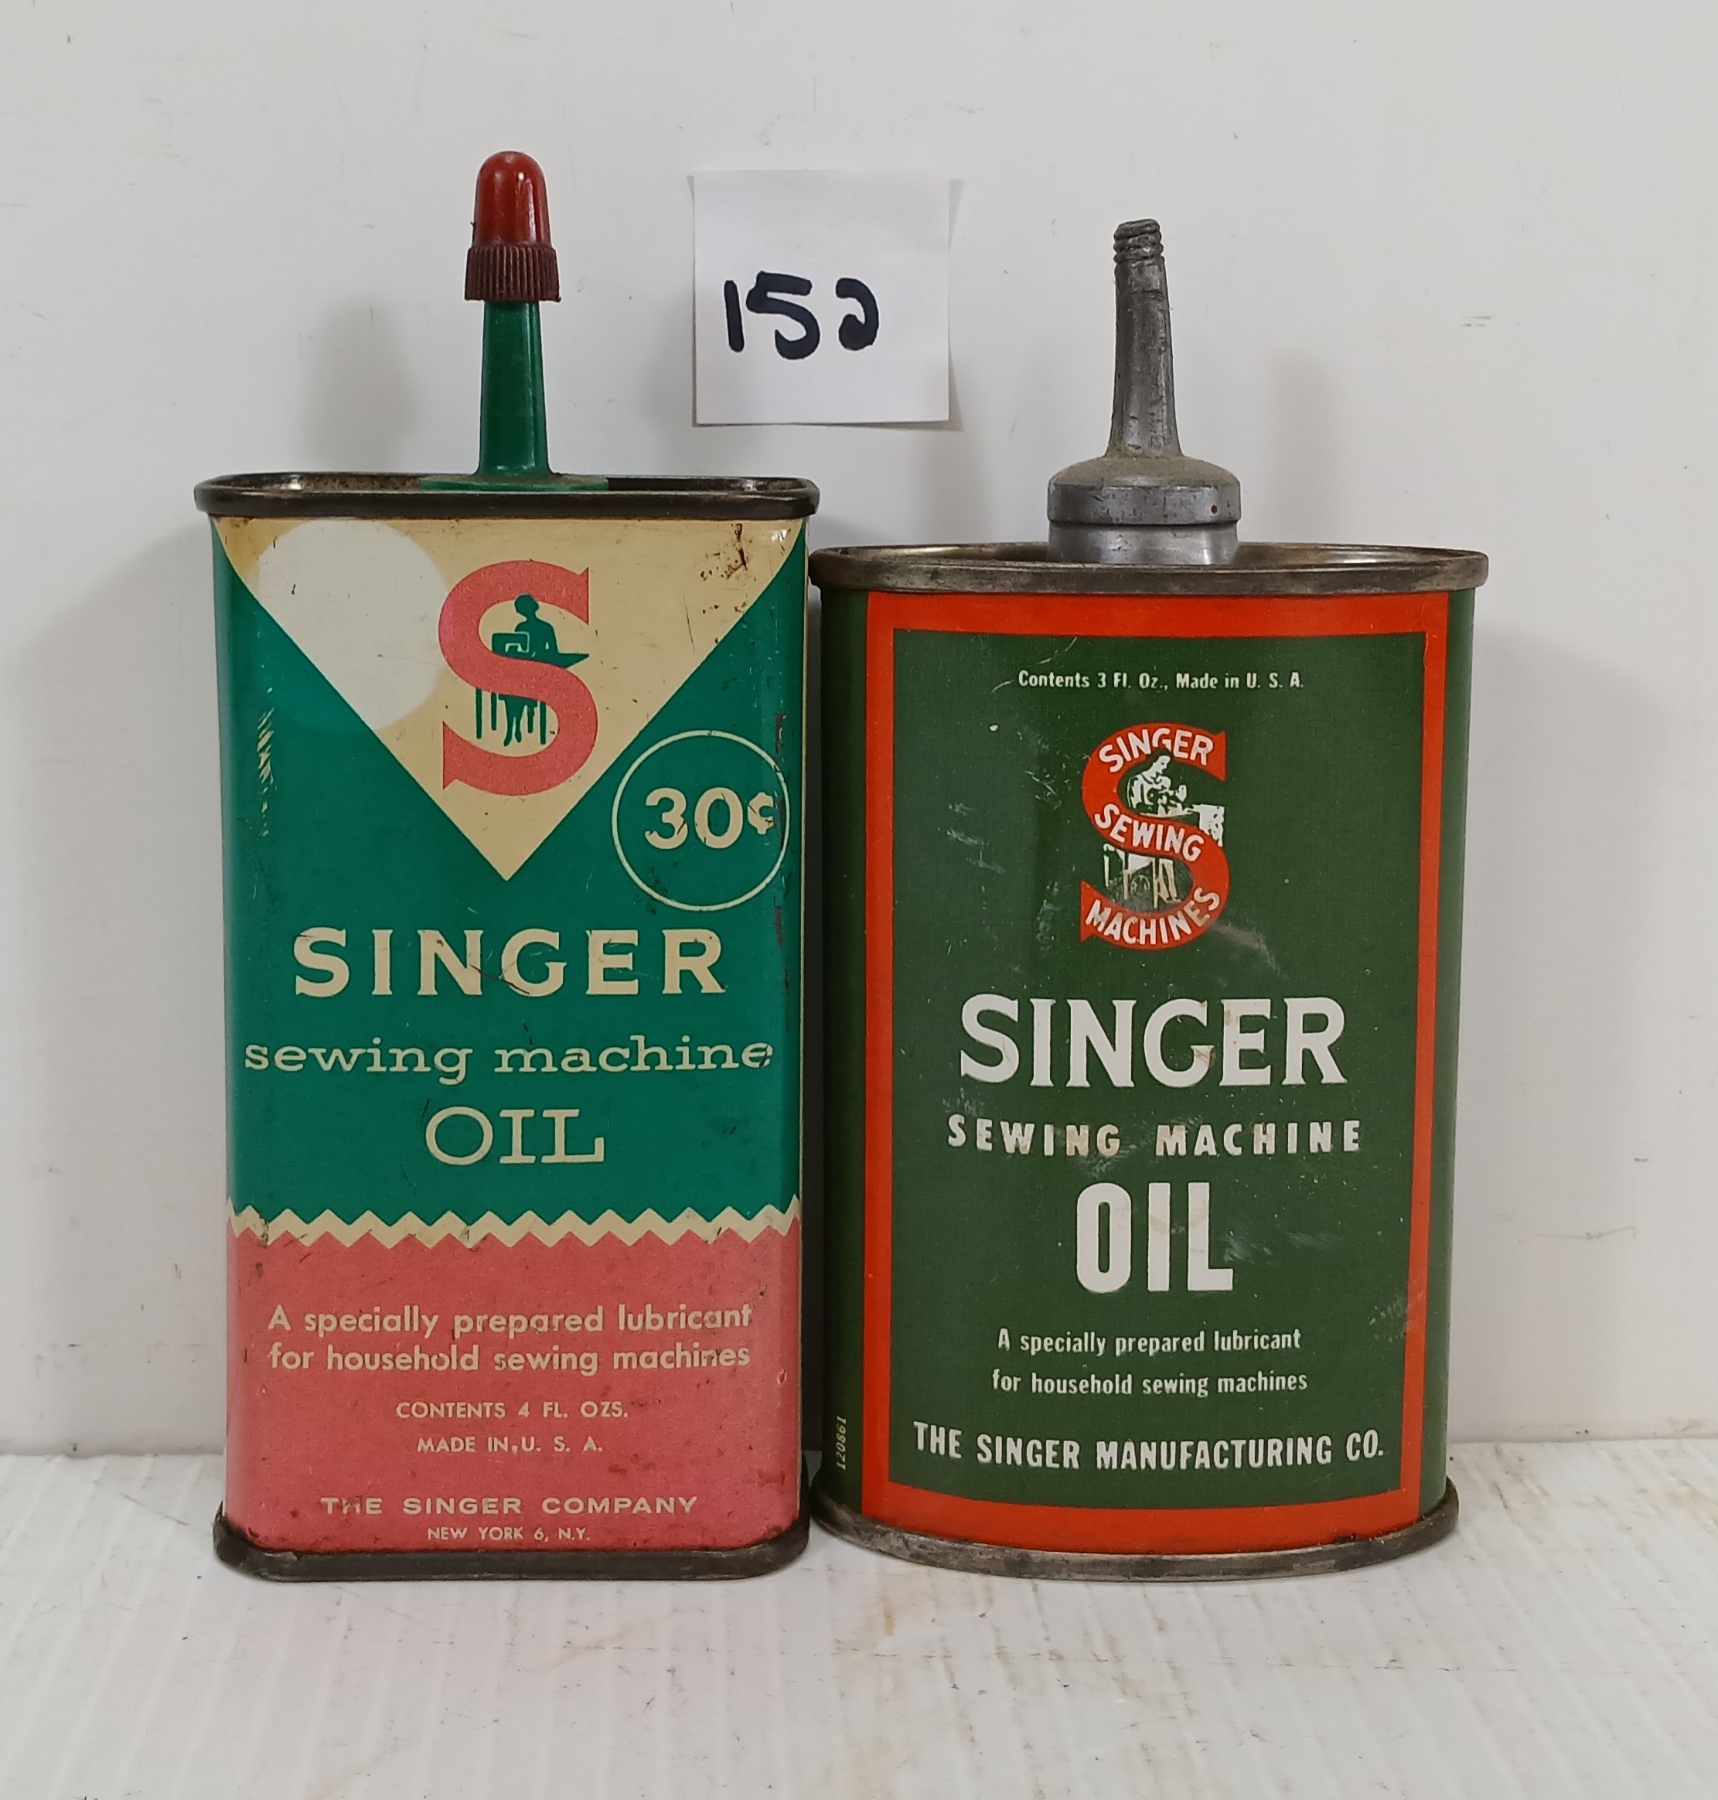 152
30¢
SINGER
sewing machine
OIL
A specially prepared lubricant
for household sewing machines
CONTENTS 4 FL. OZS.
MADE IN U. S. A.
THE SINGER COMPANY
NEW YORK 6, N.Y.
Contents 3 Fl. Oz., Made in U. S. A.
SINGER
SEWING
MACHINES
SINGER
SEWING MACHINE
OIL
A specially prepared lubricant
for household sewing machines
THE SINGER MANUFACTURING CO.
120861